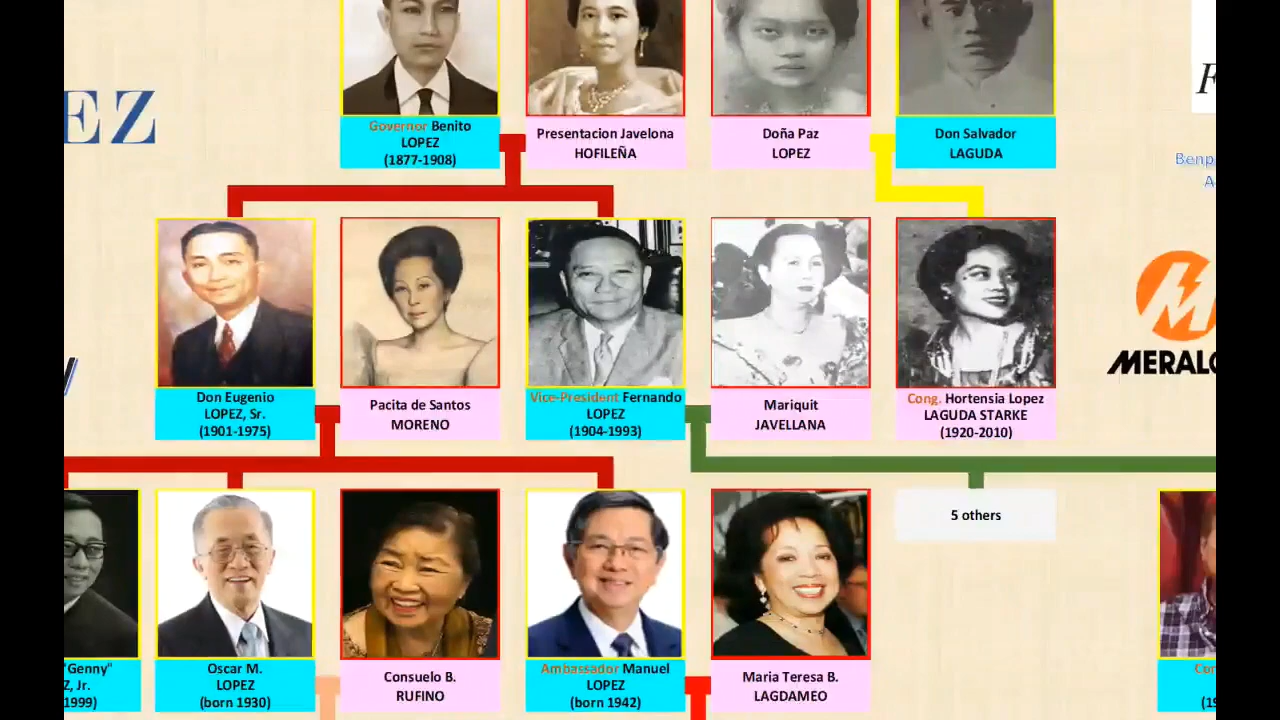 EZ
F
Governor Benito
LOPEZ
(1877-1908)
Presentacion Javelona
HOFILEÑA
Doña Paz
LOPEZ
Don Salvador
LAGUDA
Benp
A
Don Eugenio
LOPEZ, Sr.
(1901-1975)
Pacita de Santos
MORENO
Vice-President Fernando
LOPEZ
(1904-1993)
Mariquit
JAVELLANA
Cong. Hortensia Lopez
LAGUDA STARKE
(1920-2010)
MERALC
y
5 others
"Genny"
Z, Jr.
1999)
Oscar M.
LOPEZ
(born 1930)
Consuelo B.
RUFINO
Ambassador Manuel
LOPEZ
(born 1942)
Maria Teresa B.
LAGDAMEO
Con
(19